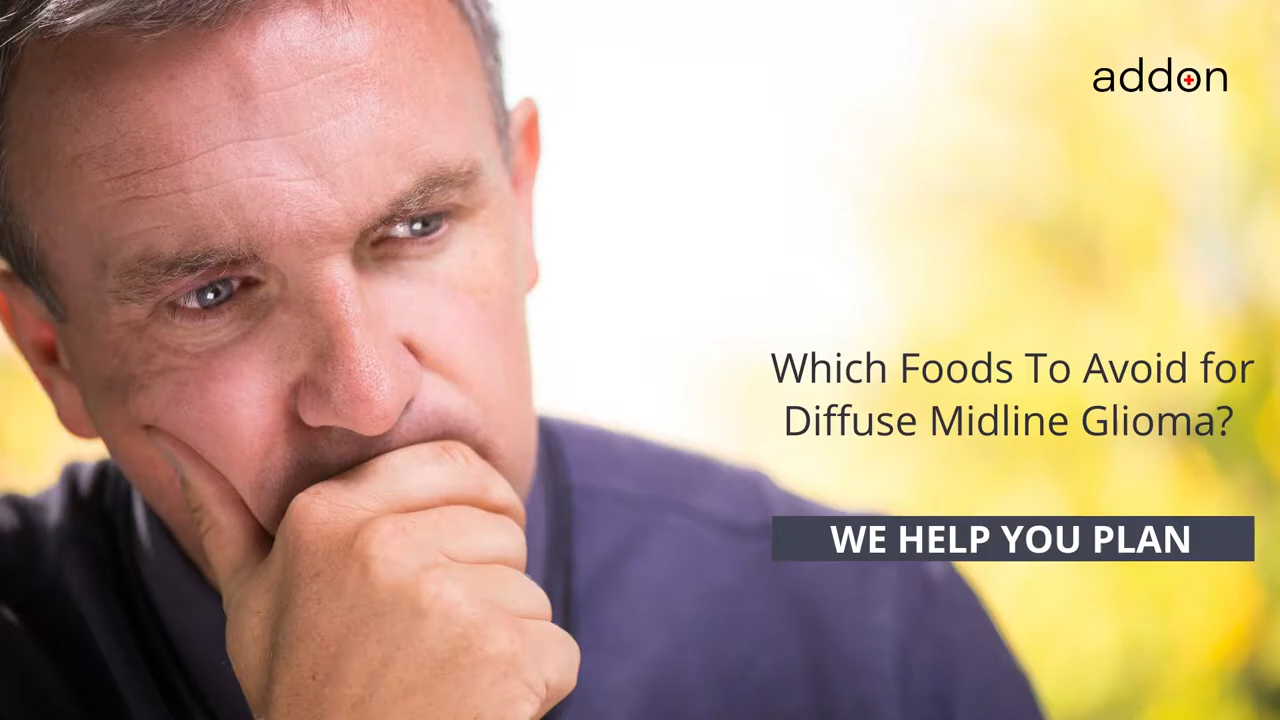 addon
Which Foods To Avoid for
Diffuse Midline Glioma?
WE HELP YOU PLAN